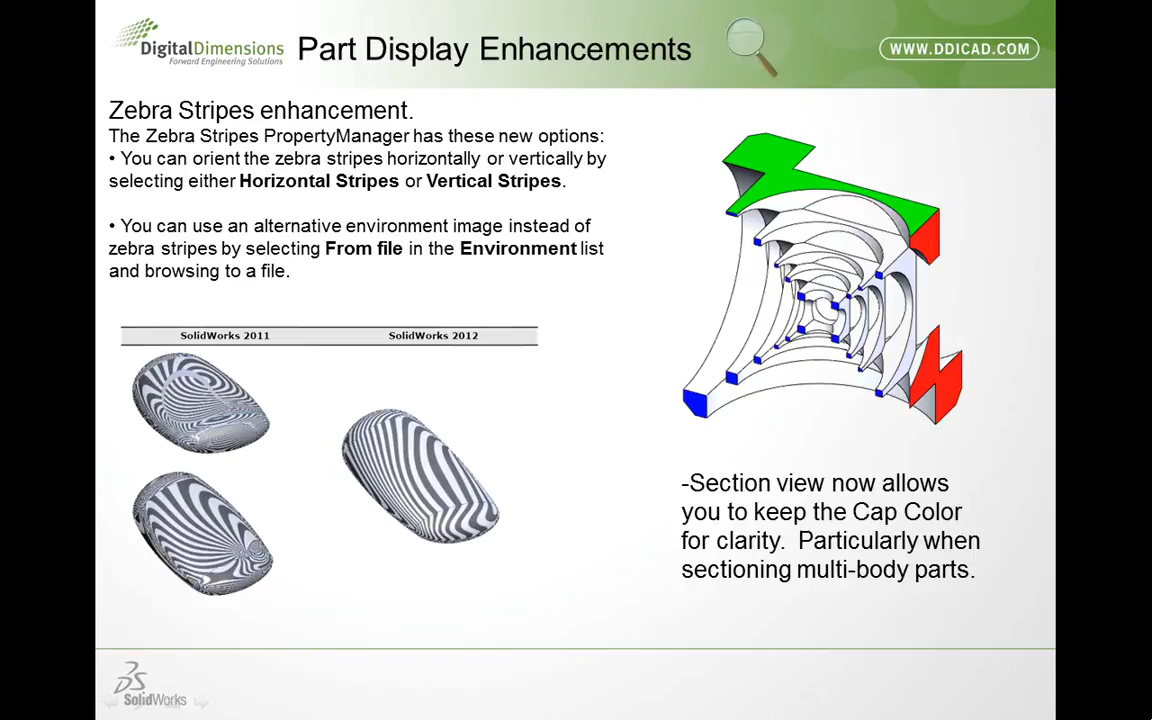 DigitalDimensions
Forward Engineering Solutions
Part Display Enhancements
WWW.DDICAD.COM
Zebra Stripes enhancement.
The Zebra Stripes PropertyManager has these new options:
• You can orient the zebra stripes horizontally or vertically by
selecting either Horizontal Stripes or Vertical Stripes.
• You can use an alternative environment image instead of
zebra stripes by selecting From file in the Environment list
and browsing to a file.
SolidWorks 2011 SolidWorks 2012
-Section view now allows
you to keep the Cap Color
for clarity.  Particularly when
sectioning multi-body parts.
SolidWorks